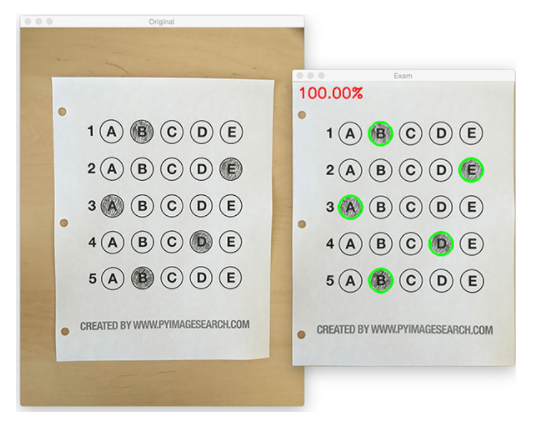 Original
1 A B C D E
2 A B C D E
3 A B C D E
4 A B C D E
5 A B C D E
CREATED BY WWW.PYIMAGESEARCH.COM
Exam
100.00%
1 A B C D E
2 A B C D E
3 A B C D E
4 A B C D E
5 A B C D E
CREATED BY WWW.PYIMAGESEARCH.COM